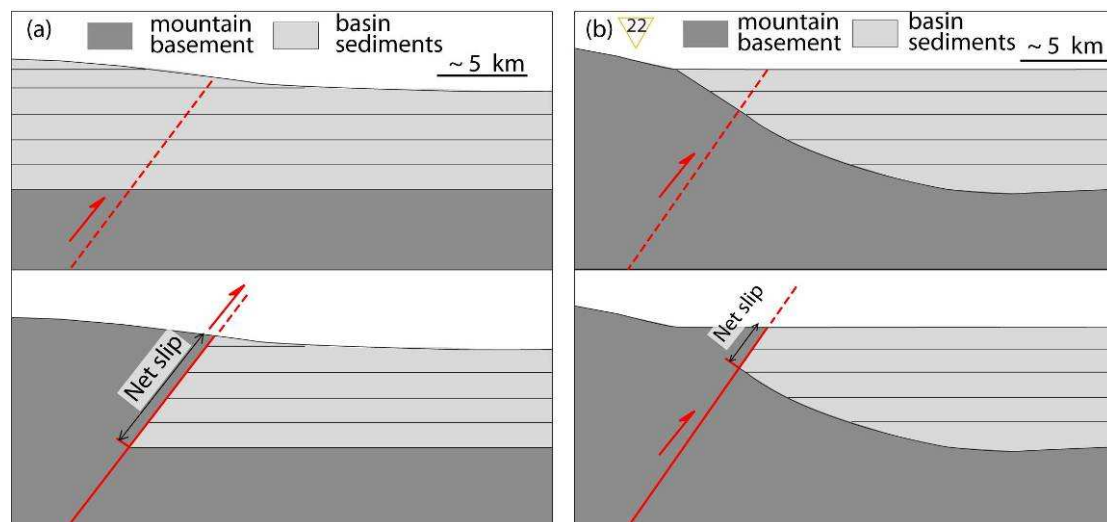 (a)
mountain
basement
basin
sediments
~ 5 km
Net slip
(b)
22
mountain
basement
basin
sediments
~ 5 km
Net slip